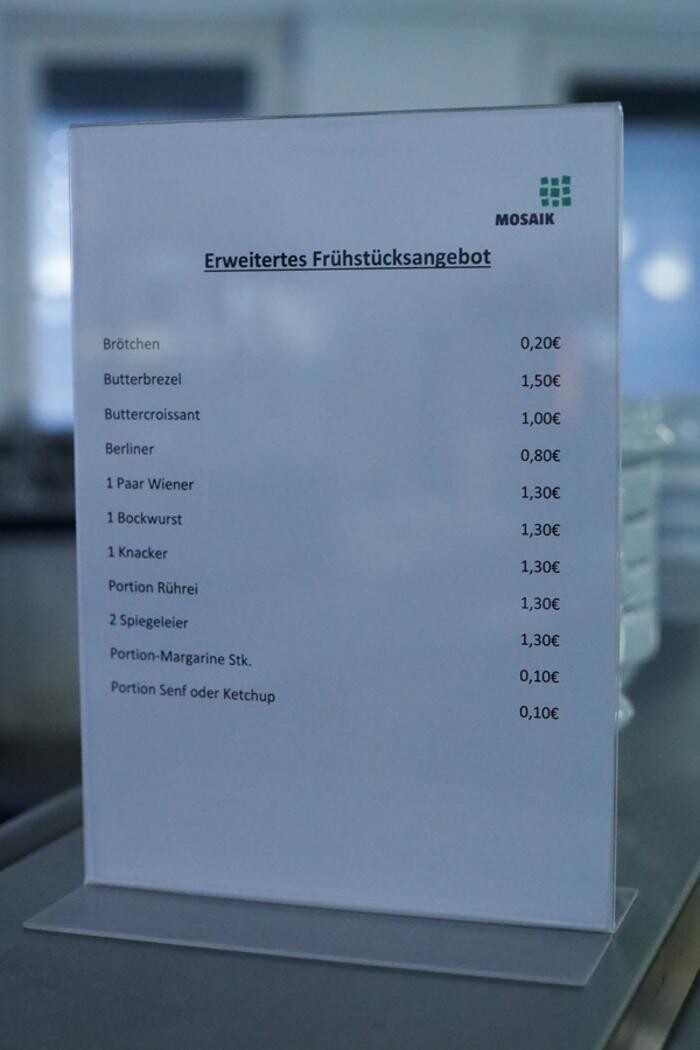 MOSAIK
Erweitertes Frühstücksangebot
Brötchen 0,20€
Butterbrezel 1,50€
Buttercroissant 1,00€
Berliner 0,80€
1 Paar Wiener 1,30€
1 Bockwurst 1,30€
1 Knacker 1,30€
Portion Rührei 1,30€
2 Spiegeleier 1,30€
Portion-Margarine Stk. 0,10€
Portion Senf oder Ketchup 0,10€